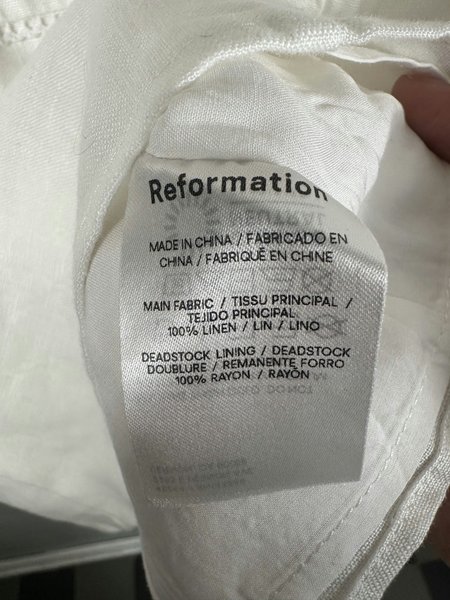 Reformation
MADE IN CHINA / FABRICADO EN
CHINA / FABRIQUÉ EN CHINE
MAIN FABRIC / TISSU PRINCIPAL /
TEJIDO PRINCIPAL
100% LINEN / LIN / LINO
DEADSTOCK LINING / DEADSTOCK
DOUBLURE / REMANENTE FORRO
100% RAYON / RAYÓN